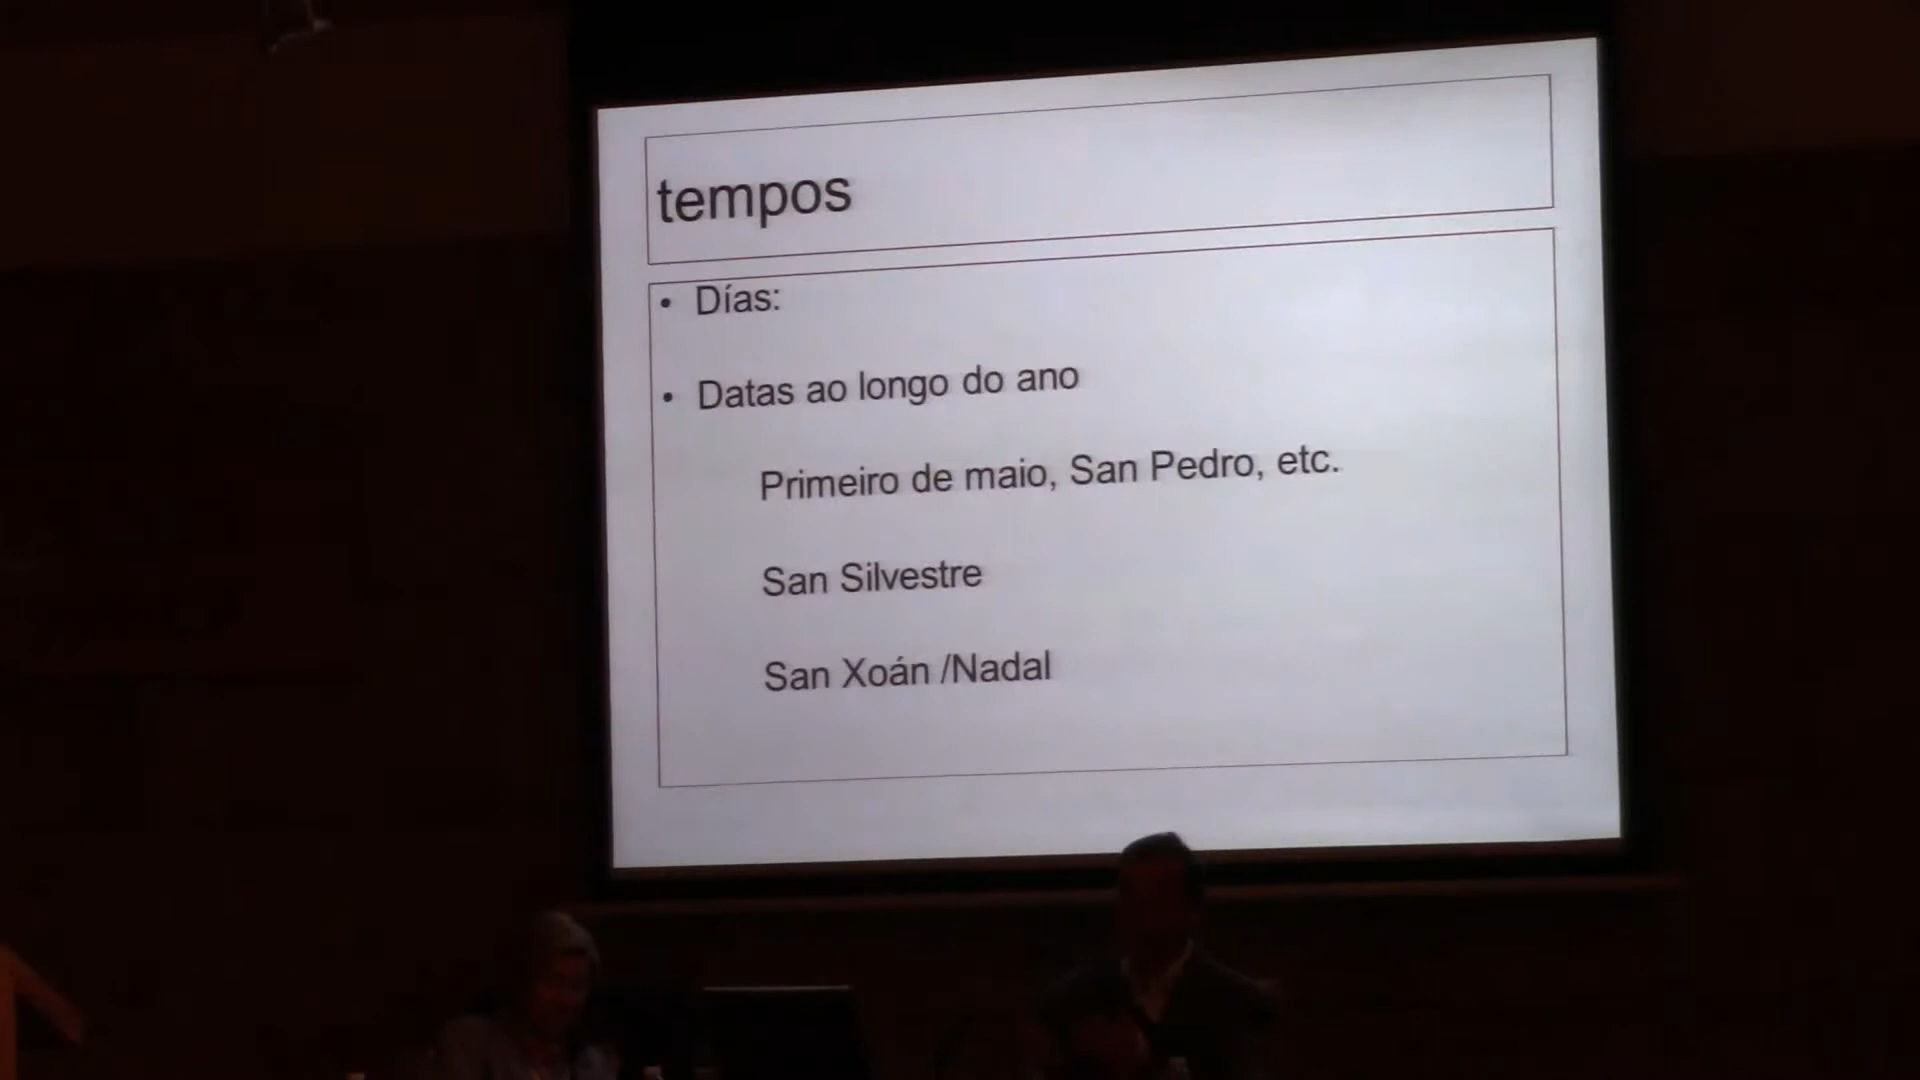 tempos
• Días:
• Datas ao longo do ano
Primeiro de maio, San Pedro, etc.
San Silvestre
San Xoán /Nadal